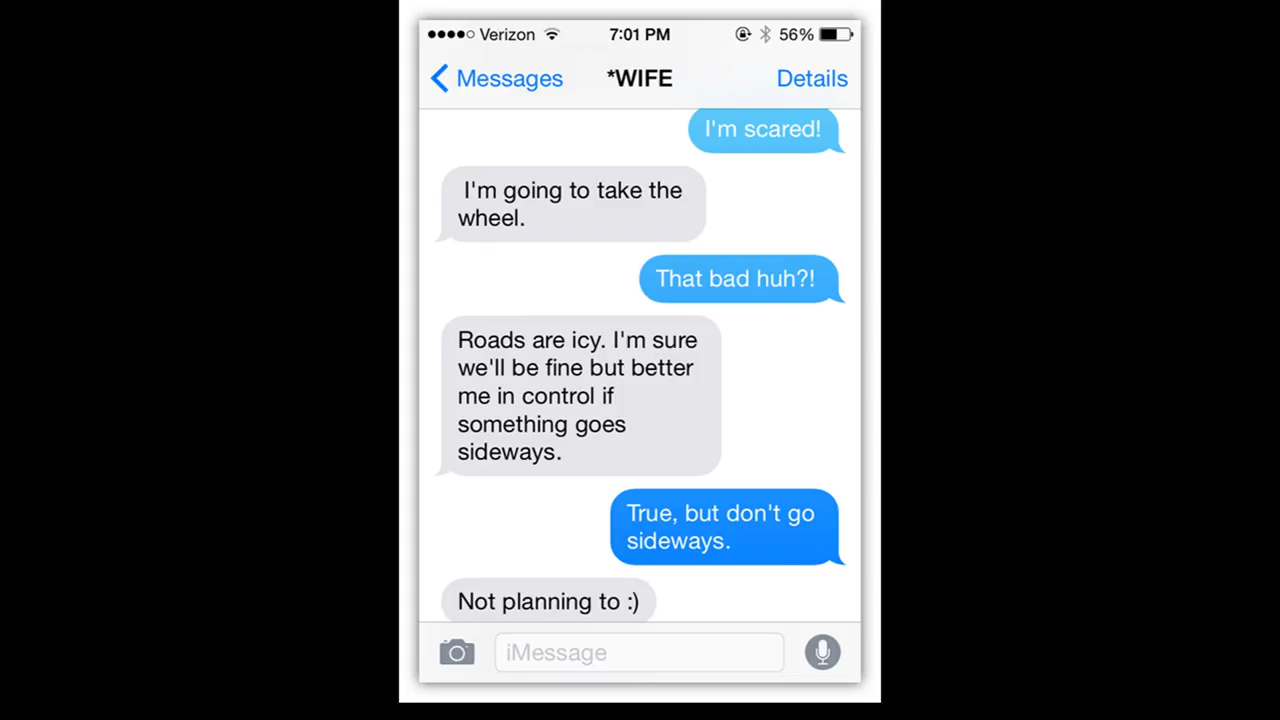 Verizon 7:01 PM 56%
Messages *WIFE Details
I'm scared!
I'm going to take the
wheel.
That bad huh?!
Roads are icy. I'm sure
we'll be fine but better
me in control if
something goes
sideways.
True, but don't go
sideways.
Not planning to :)
iMessage